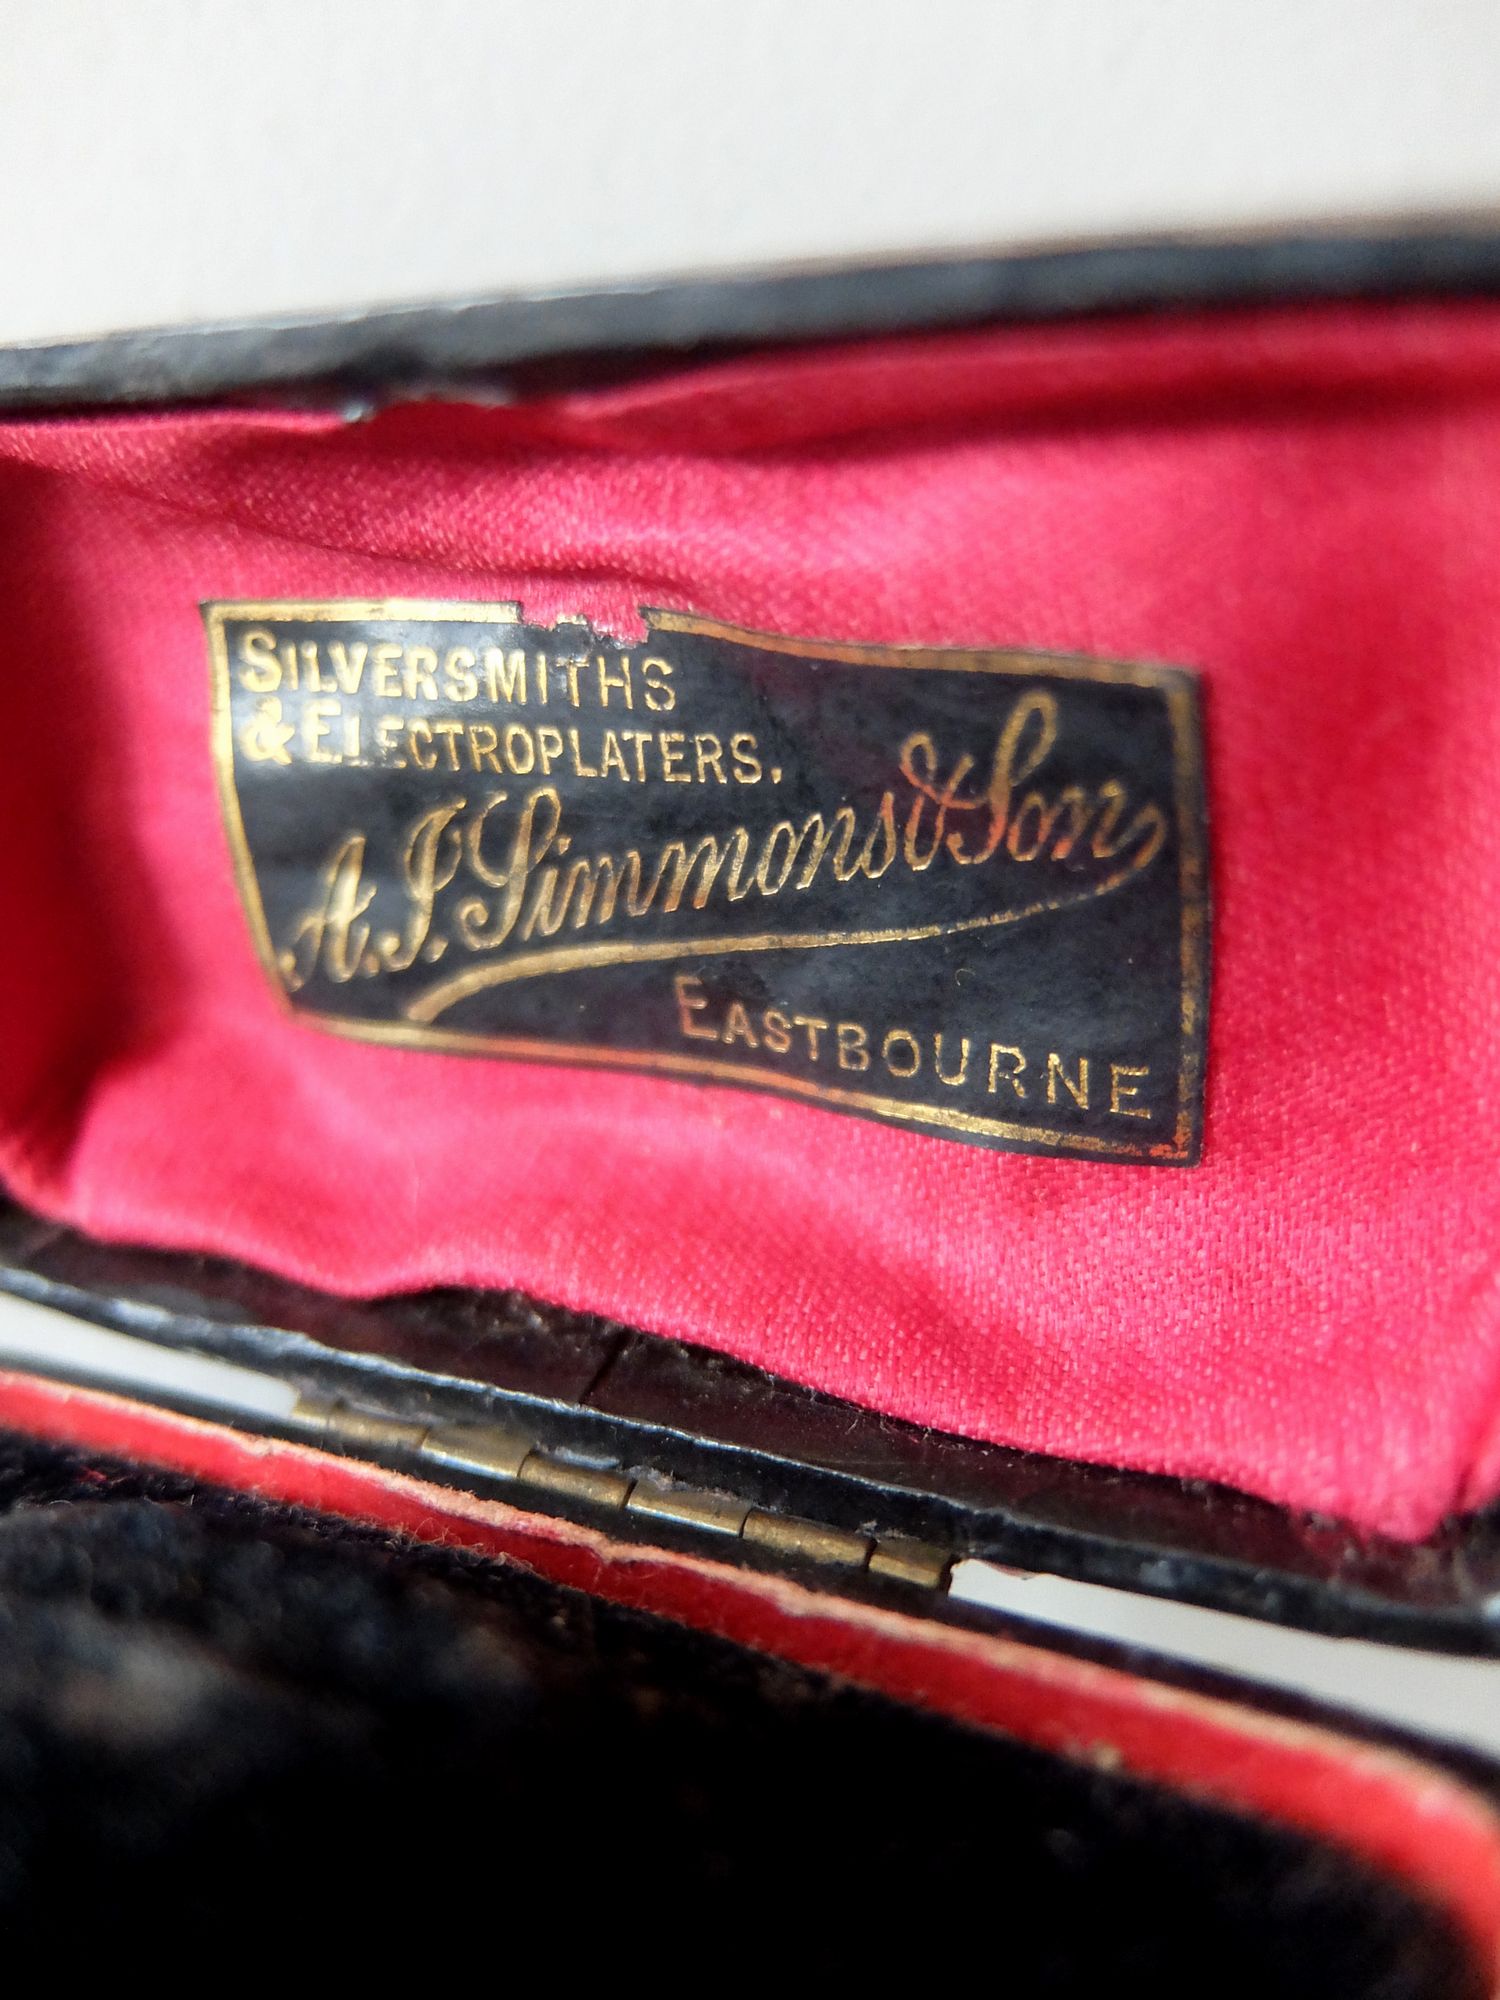 SILVERSMITHS
& ELECTROPLATERS.
A. J. Simmons & Son
EASTBOURNE